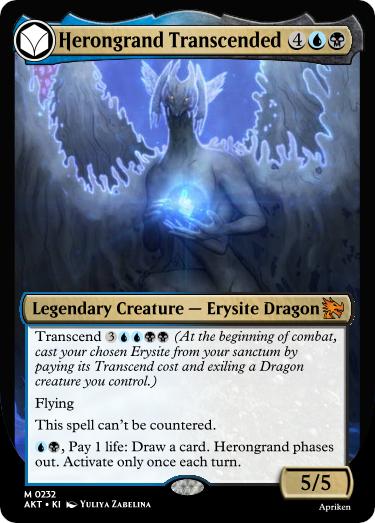 Herongrand Transcended 4
Legendary Creature — Erysite Dragon
Transcend 3 (At the beginning of combat,
cast your chosen Erysite from your sanctum by
paying its Transcend cost and exiling a Dragon
creature you control.)
Flying
This spell can't be countered.
, Pay 1 life: Draw a card. Herongrand phases
out. Activate only once each turn.
5/5
M 0232
AKT • KI Yuliya Zabelina
Apriken